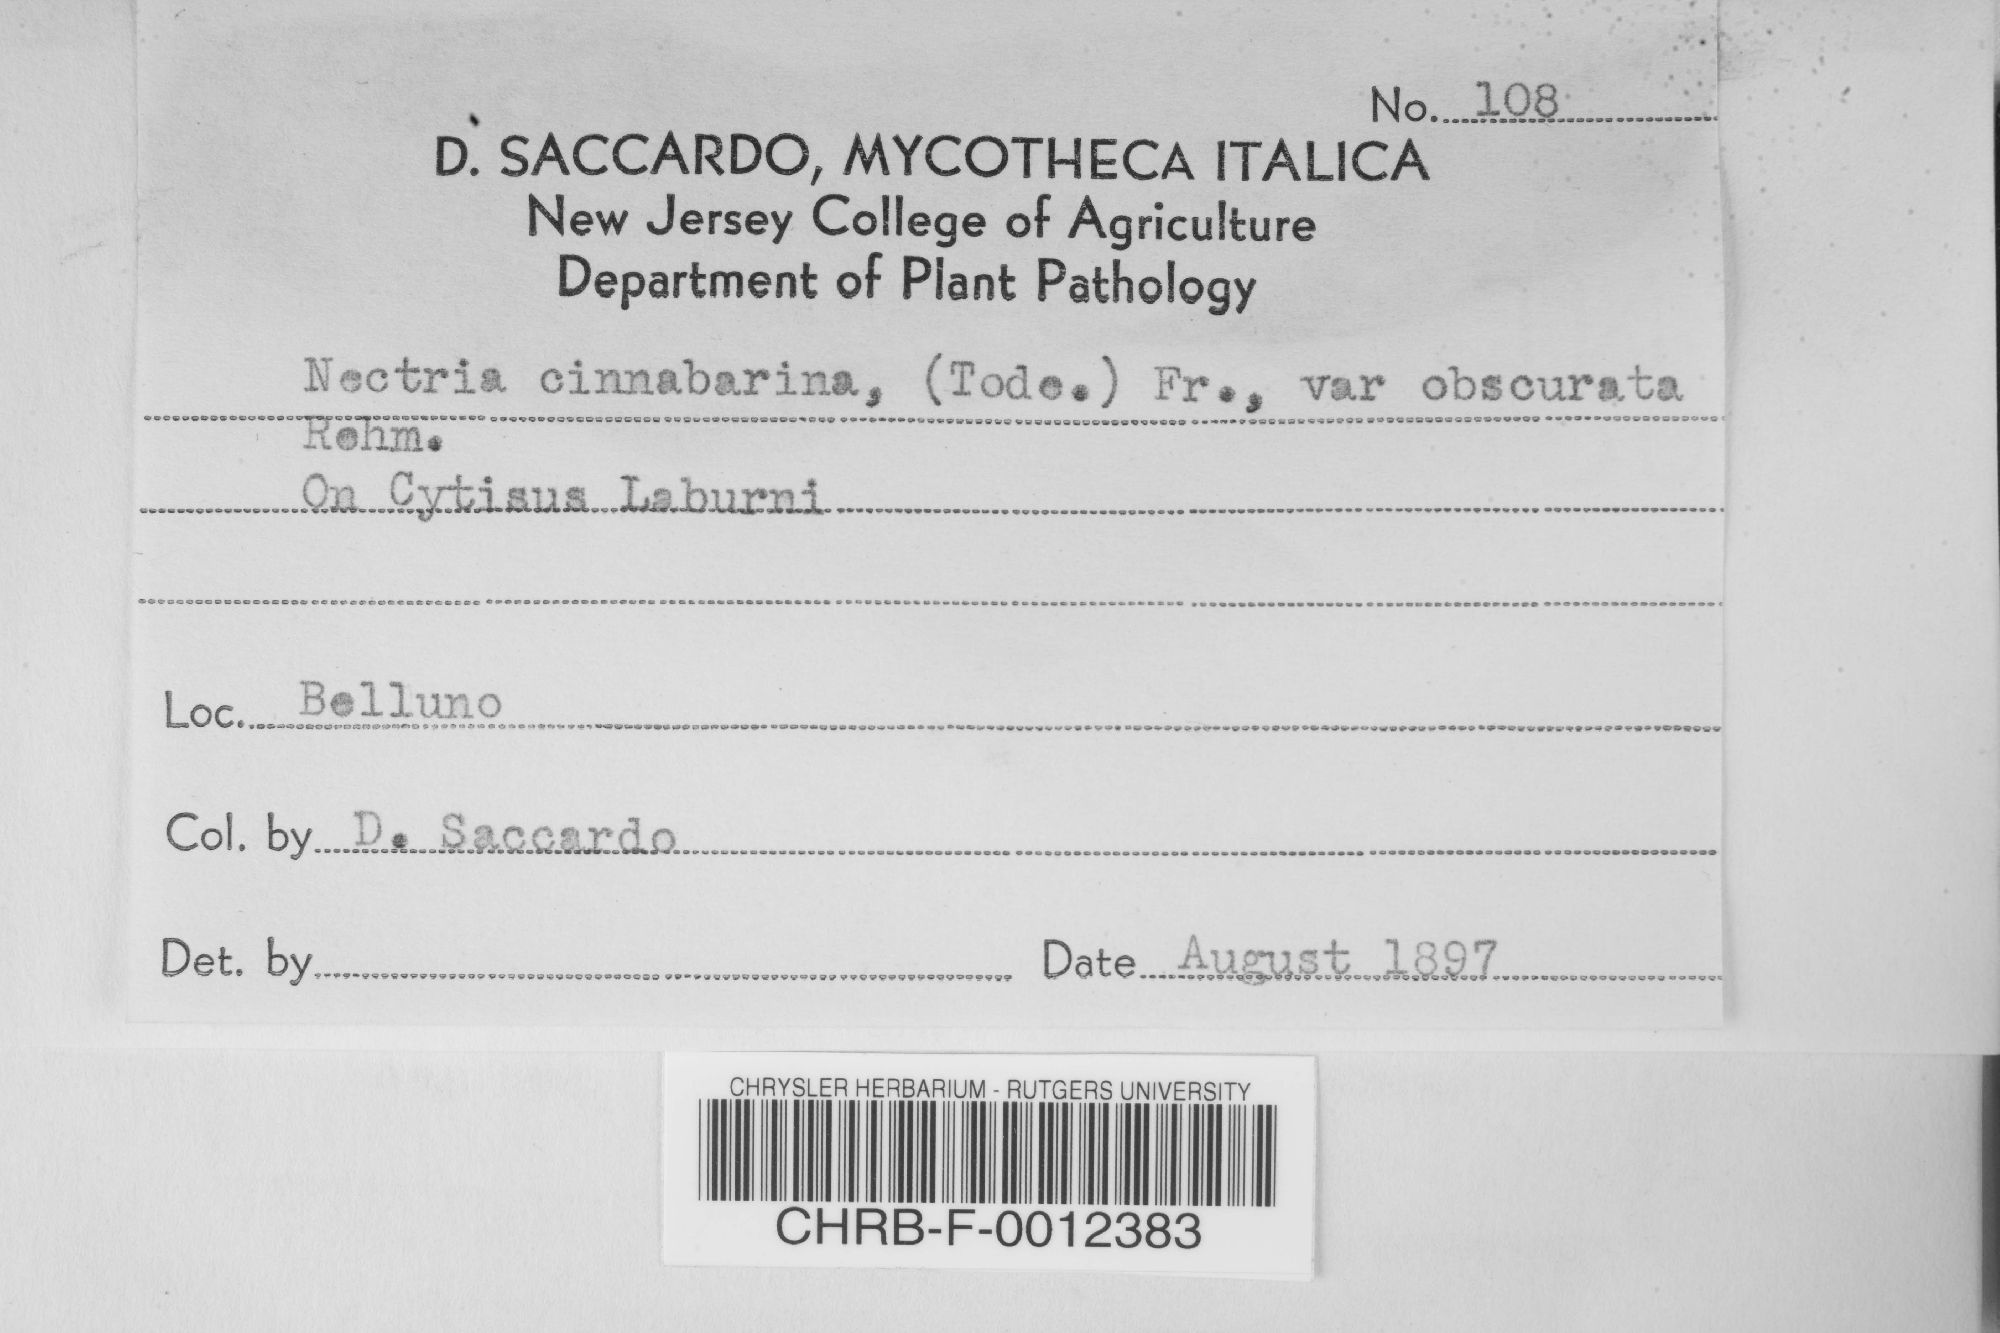 No. 108
D. SACCARDO, MYCOTHECA ITALICA
New Jersey College of Agriculture
Department of Plant Pathology
Nectria cinnabarina, (Tode.) Fr., var obscurata
Rehm.
On Cytisus Laburni
Loc. Belluno
Col. by D. Saccardo
Det. by Date August 1897
CHRYSLER HERBARIUM - RUTGERS UNIVERSITY
CHRB-F-0012383